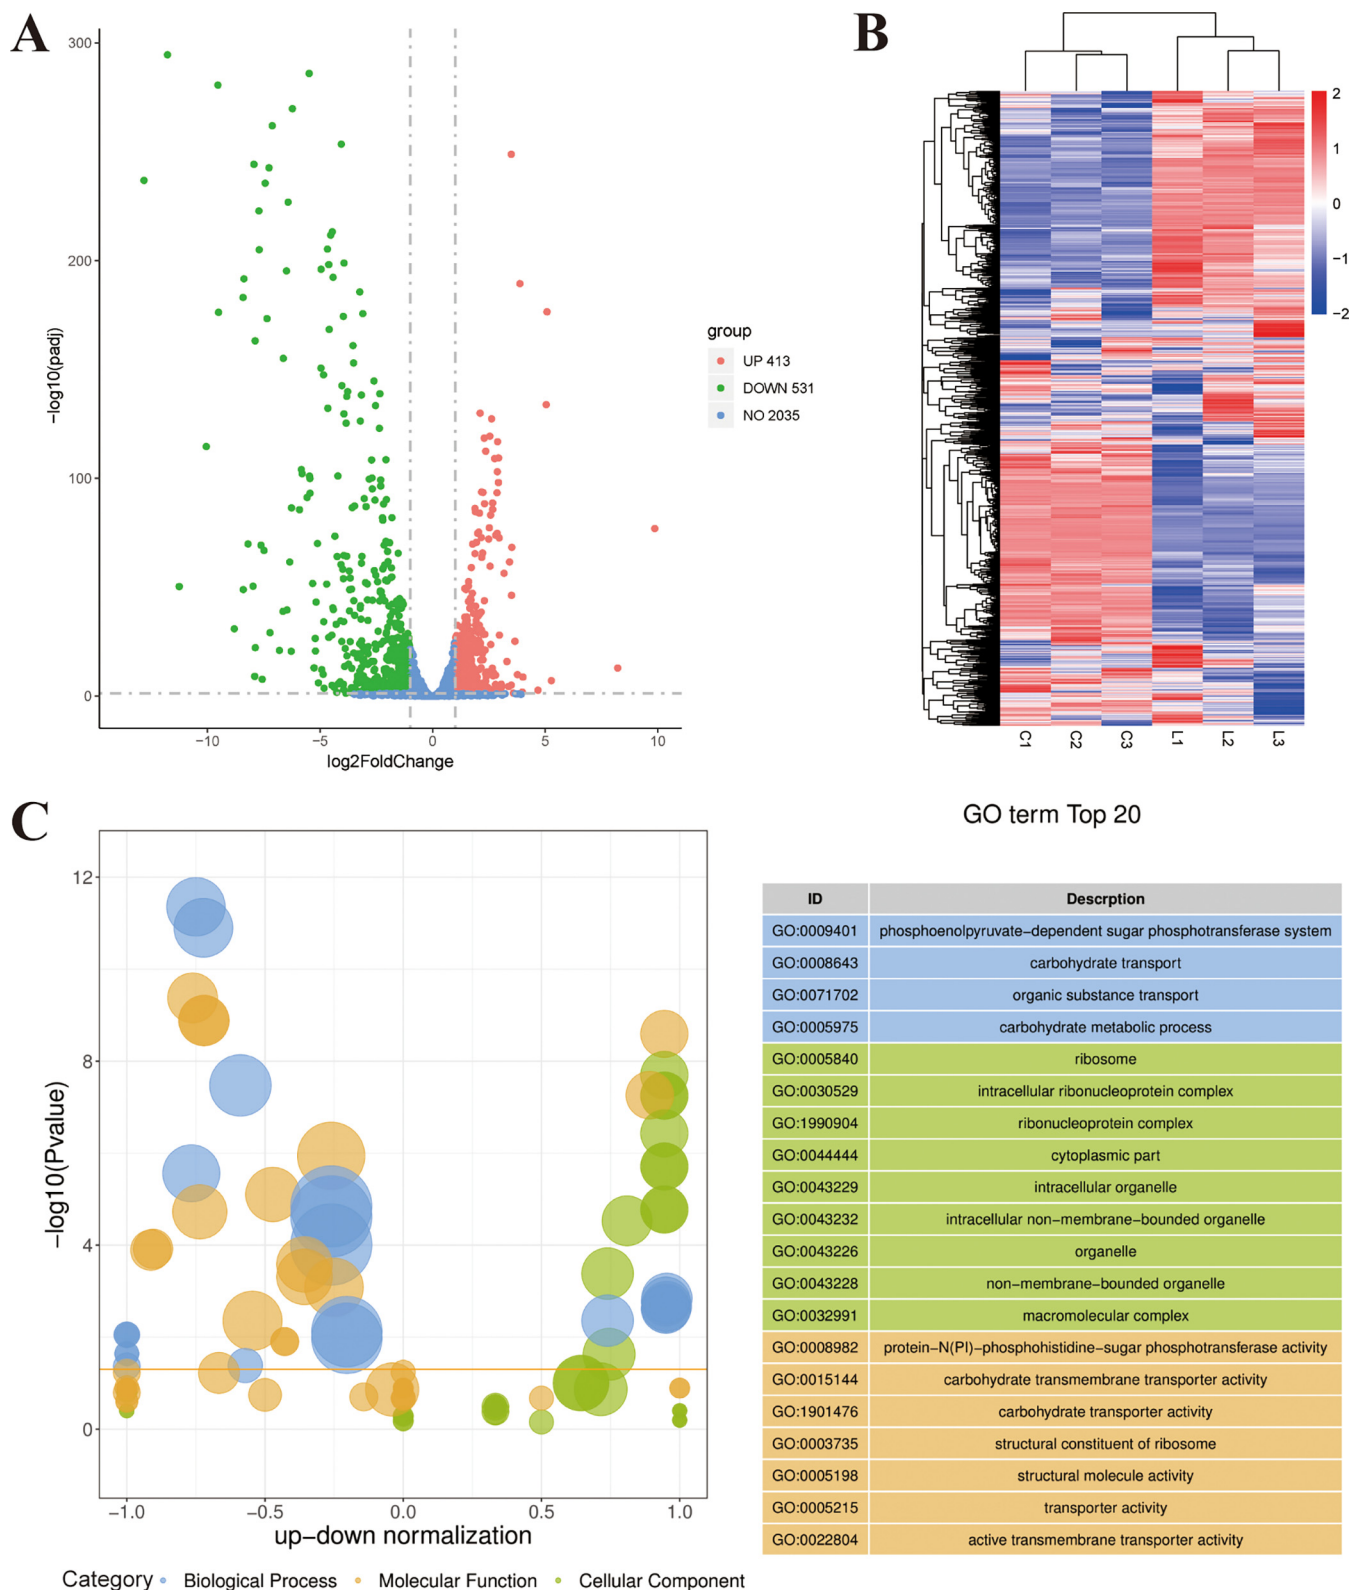 A
300
200
100
0
−log10(padj)
−10
−5
0
5
10
log2FoldChange
group
UP 413
DOWN 531
NO 2035
B
2
1
0
−1
−2
C1
C2
C3
L1
L2
L3
C
12
8
4
0
−log10(Pvalue)
−1.0
−0.5
0.0
0.5
1.0
up−down normalization
Category
Biological Process
Molecular Function
Cellular Component
GO term Top 20
ID Descrption
GO:0009401 phosphoenolpyruvate−dependent sugar phosphotransferase system
GO:0008643 carbohydrate transport
GO:0071702 organic substance transport
GO:0005975 carbohydrate metabolic process
GO:0005840 ribosome
GO:0030529 intracellular ribonucleoprotein complex
GO:1990904 ribonucleoprotein complex
GO:0044444 cytoplasmic part
GO:0043229 intracellular organelle
GO:0043232 intracellular non−membrane−bounded organelle
GO:0043226 organelle
GO:0043228 non−membrane−bounded organelle
GO:0032991 macromolecular complex
GO:0008982 protein−N(PI)−phosphohistidine−sugar phosphotransferase activity
GO:0015144 carbohydrate transmembrane transporter activity
GO:1901476 carbohydrate transporter activity
GO:0003735 structural constituent of ribosome
GO:0005198 structural molecule activity
GO:0005215 transporter activity
GO:0022804 active transmembrane transporter activity